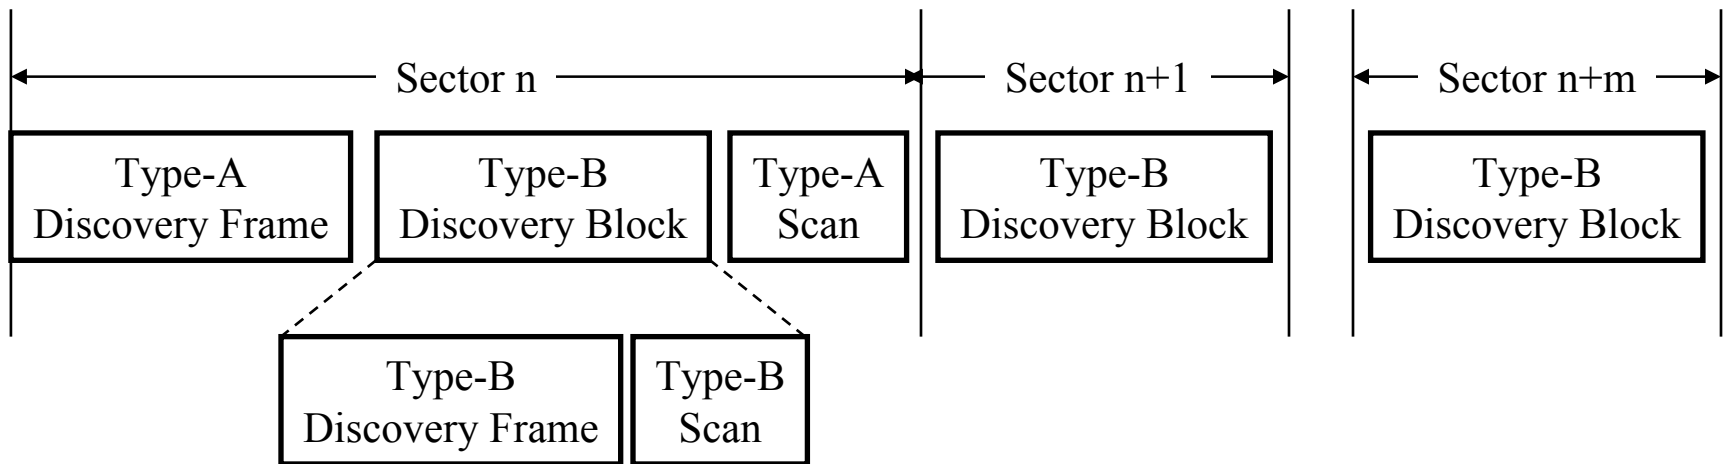 Sector n
Sector n+1
Sector n+m
Type-A
Discovery Frame
Type-B
Discovery Block
Type-A
Scan
Type-B
Discovery Block
Type-B
Discovery Block
Type-B
Discovery Frame
Type-B
Scan